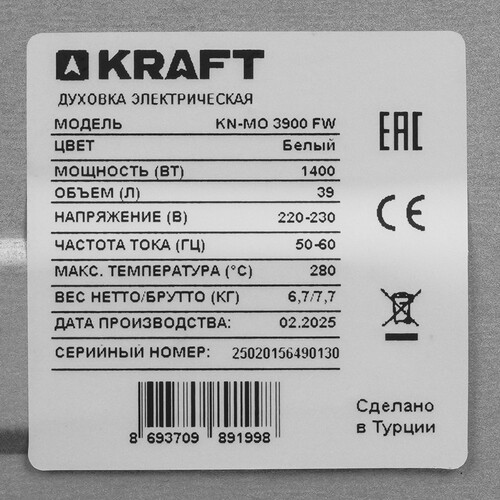 KRAFT
ДУХОВКА ЭЛЕКТРИЧЕСКАЯ
МОДЕЛЬ KN-MO 3900 FW
ЦВЕТ Белый
МОЩНОСТЬ (ВТ) 1400
ОБЪЕМ (Л) 39
НАПРЯЖЕНИЕ (В) 220-230
ЧАСТОТА ТОКА (ГЦ) 50-60
МАКС. ТЕМПЕРАТУРА (°С) 280
ВЕС НЕТТО/БРУТТО (КГ) 6,7/7,7
ДАТА ПРОИЗВОДСТВА: 02.2025
СЕРИЙНЫЙ НОМЕР: 25020156490130
8 693709 891998
EAC
CE
Сделано
в Турции